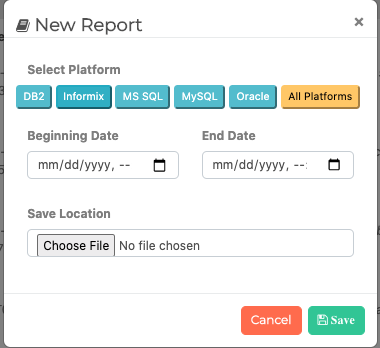 New Report ×
Select Platform
DB2 Informix MS SQL MySQL Oracle All Platforms
Beginning Date End Date
mm/dd/yyyy, -- mm/dd/yyyy, --
Save Location
Choose File No file chosen
Cancel Save